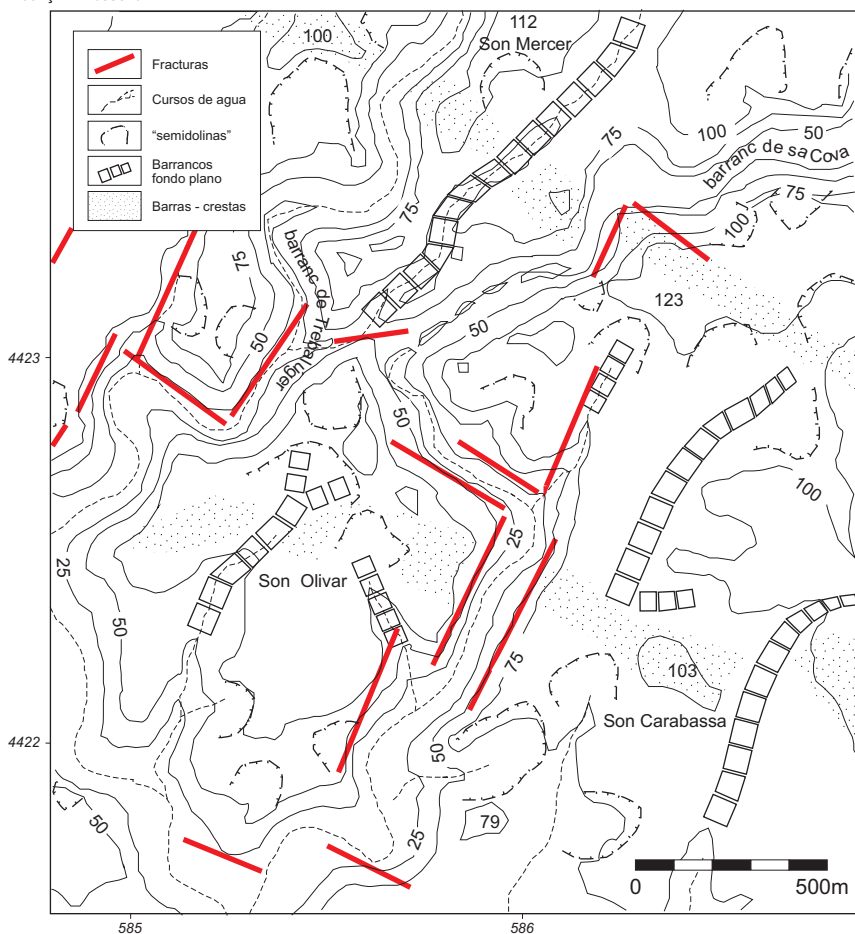 112
Son Mercer
100
Fracturas
Cursos de agua
"semidolinas"
Barrancos
fondo plano
Barras - crestas
75
100
50
barranc de sa Cova
75
100
75
75
barranc de Trebaluger
123
50
50
4423
50
100
25
25
Son Olivar
50
75
103
Son Carabassa
4422
50
50
25
79
0
500m
585
586